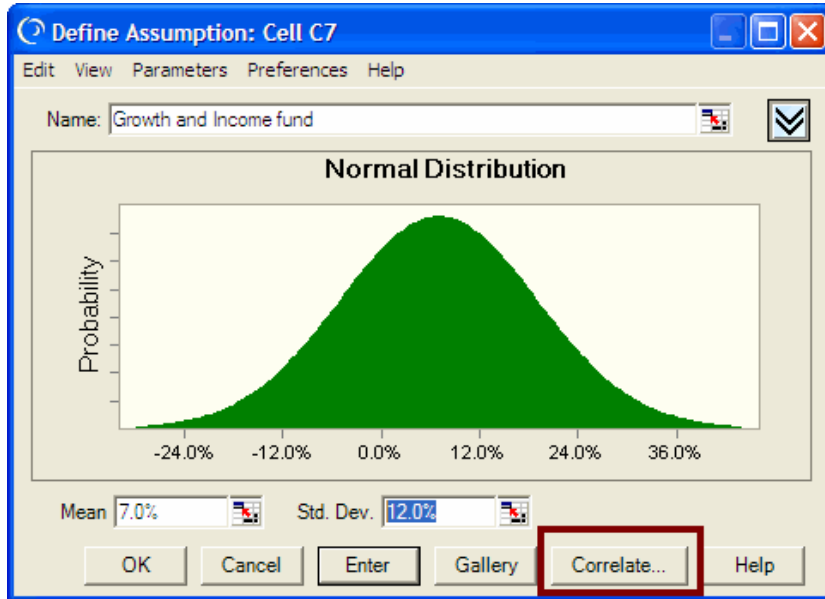 Define Assumption: Cell C7
Edit View Parameters Preferences Help
Name: Growth and Income fund
Normal Distribution
Probability
-24.0% -12.0% 0.0% 12.0% 24.0% 36.0%
Mean 7.0% Std. Dev. 12.0%
OK Cancel Enter Gallery Correlate... Help